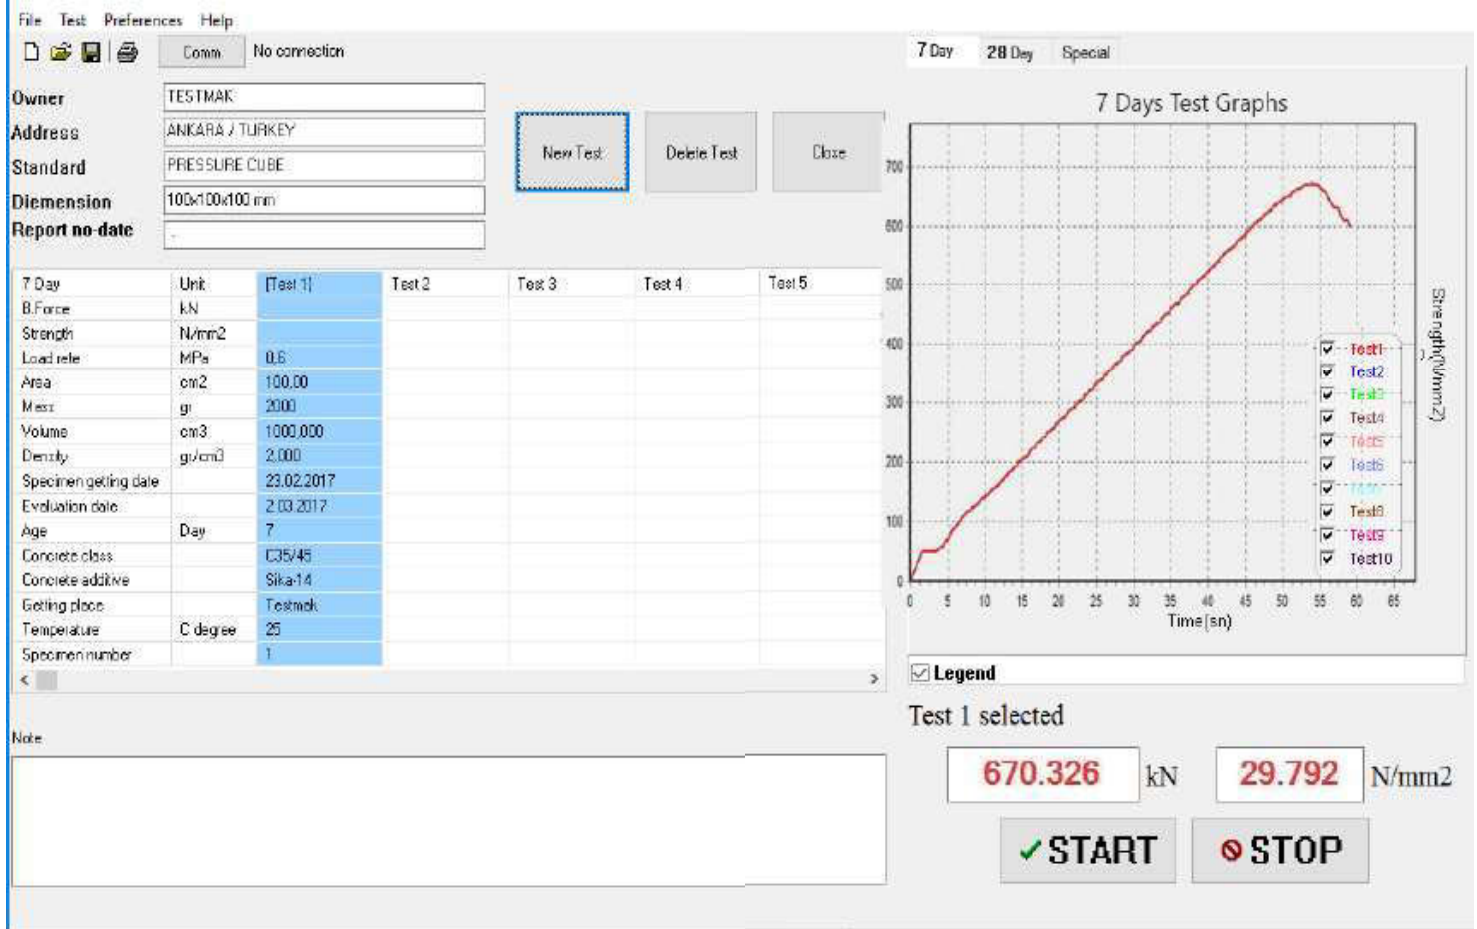 File Test Preferences Help
Comm No connection
Owner TESTMAK
Address ANKARA / TURKEY
Standard PRESSURE CUBE
Diemension 100x100x100 mm
Report no-date .
New Test Delete Test Close
7 Day Unit [Test 1] Test 2 Test 3 Test 4 Test 5
B.Force kN
Strength N/mm2
Load rate MPa 0,6
Area cm2 100,00
Mass gr 2000
Volume cm3 1000,000
Density gr/cm3 2,000
Specimen getting date 23.02.2017
Evaluation date 2.03.2017
Age Day 7
Concrete class C35/45
Concrete additive Sika-14
Getting place Testmak
Temperature C degree 25
Specimen number 1
Note
7 Day 28 Day Special
7 Days Test Graphs
700
600
500
400
300
200
100
0
0 5 10 15 20 25 30 35 40 45 50 55 60 65
Time(sn)
Strength(N/mm2)
Test1
Test2
Test3
Test4
Test5
Test6
Test8
Test9
Test10
Legend
Test 1 selected
670.326 kN 29.792 N/mm2
START STOP